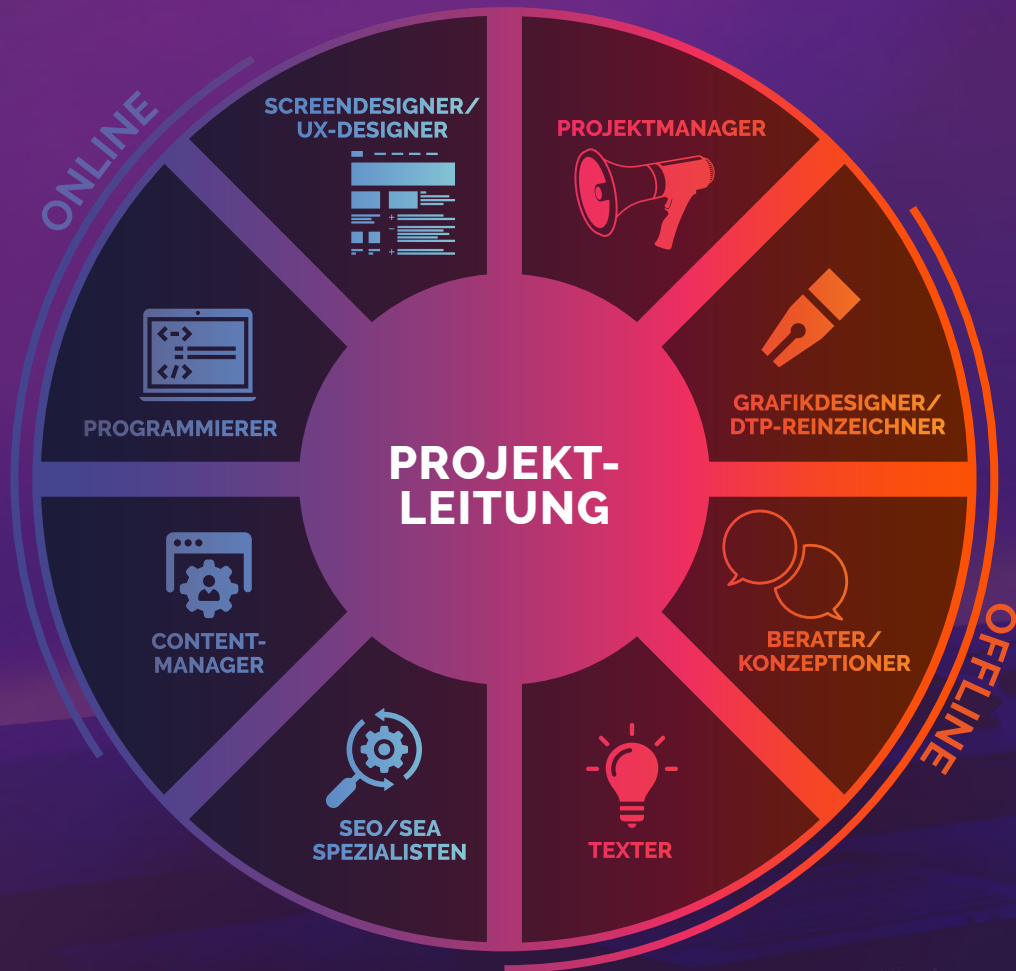 ONLINE
SCREENDESIGNER/
UX-DESIGNER
PROJEKTMANAGER
GRAFIKDESIGNER/
DTP-REINZEICHNER
PROGRAMMIERER
PROJEKT-
LEITUNG
CONTENT-
MANAGER
BERATER/
KONZEPTIONER
OFFLINE
SEO/SEA
SPEZIALISTEN
TEXTER